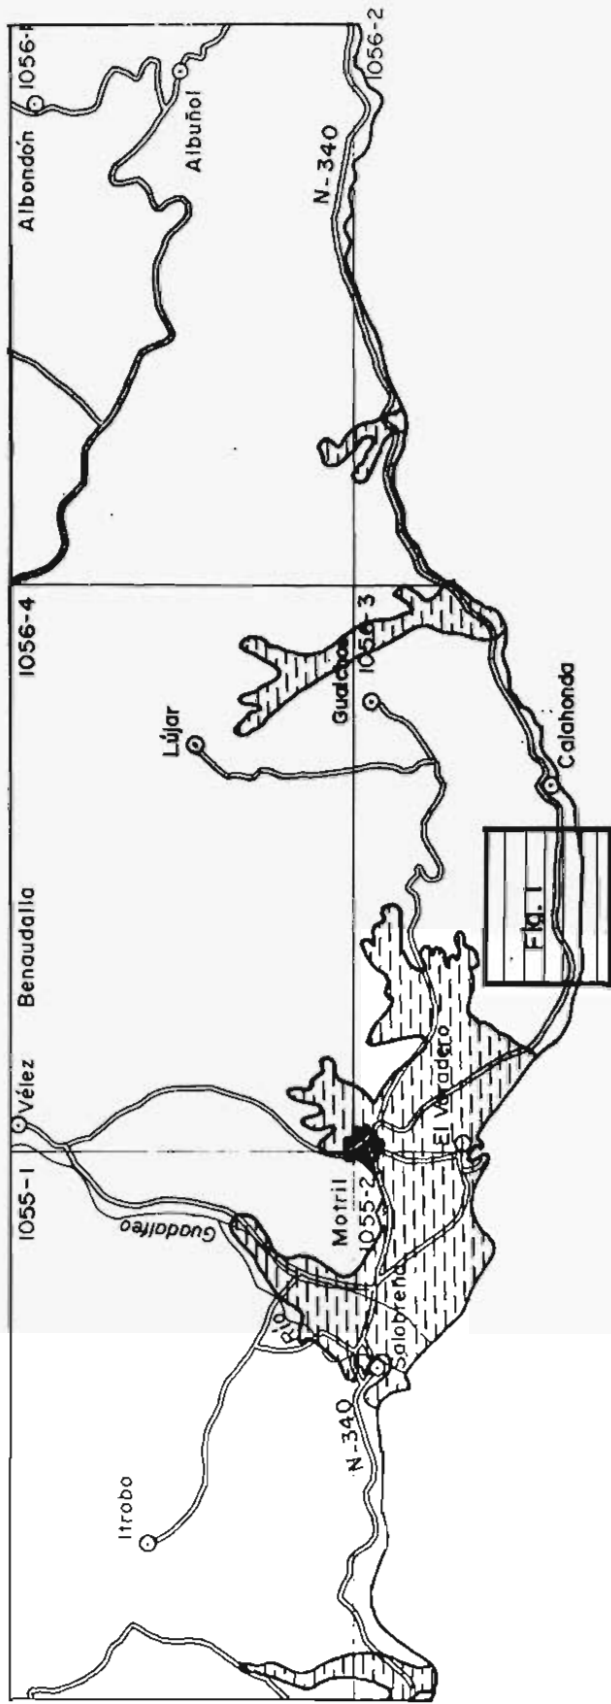 1055-1
Vélez Benaudalla
1056-4
1056-1
Albondón
Itrobo
Lújar
Albuñol
Guadalfeo
Río
Motril
Gualchos
N-340
1055-2
1056-3
1056-2
N-340
Salobreña
El Varadero
Fig. 1
Calahonda